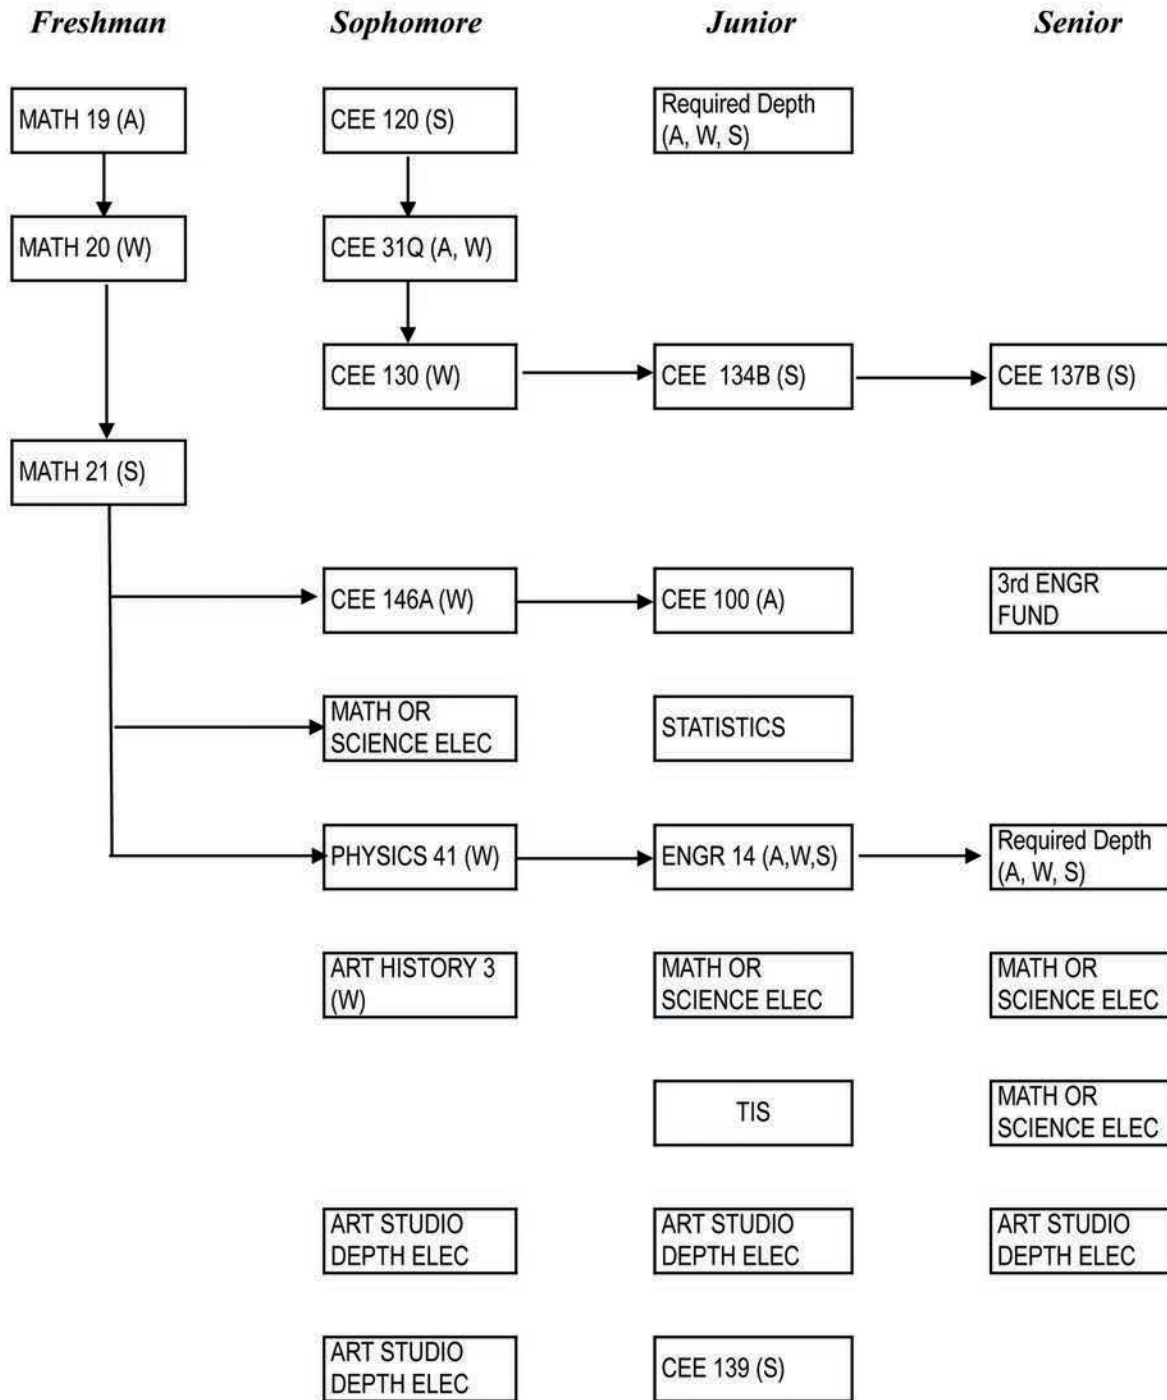 Freshman
Sophomore
Junior
Senior
MATH 19 (A)
CEE 120 (S)
Required Depth
(A, W, S)
MATH 20 (W)
CEE 31Q (A, W)
CEE 130 (W)
CEE 134B (S)
CEE 137B (S)
MATH 21 (S)
CEE 146A (W)
CEE 100 (A)
3rd ENGR
FUND
MATH OR
SCIENCE ELEC
STATISTICS
PHYSICS 41 (W)
ENGR 14 (A,W,S)
Required Depth
(A, W, S)
ART HISTORY 3
(W)
MATH OR
SCIENCE ELEC
MATH OR
SCIENCE ELEC
TIS
MATH OR
SCIENCE ELEC
ART STUDIO
DEPTH ELEC
ART STUDIO
DEPTH ELEC
ART STUDIO
DEPTH ELEC
ART STUDIO
DEPTH ELEC
CEE 139 (S)